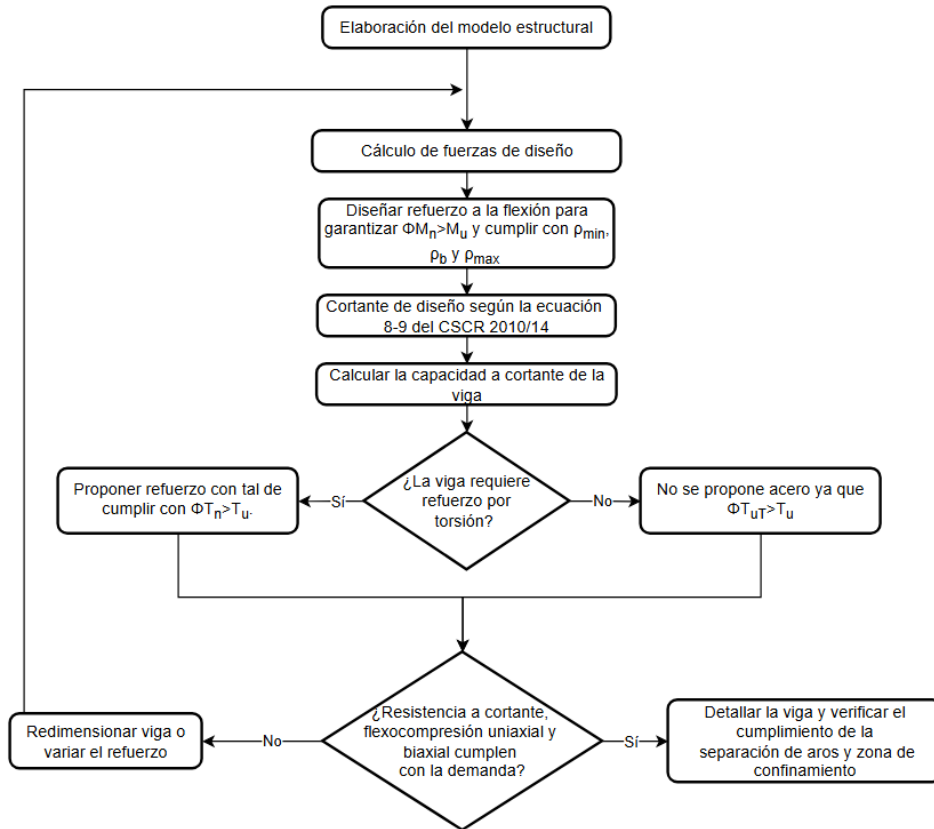 Elaboración del modelo estructural
Cálculo de fuerzas de diseño
Diseñar refuerzo a la flexión para
garantizar ΦMn>Mu y cumplir con ρmin,
ρb y ρmax
Cortante de diseño según la ecuación
8-9 del CSCR 2010/14
Calcular la capacidad a cortante de la
viga
¿La viga requiere
refuerzo por
torsión?
Sí
No
Proponer refuerzo con tal de
cumplir con ΦTn>Tu.
No se propone acero ya que
ΦTuT>Tu
¿Resistencia a cortante,
flexocompresión uniaxial y
biaxial cumplen
con la demanda?
No
Sí
Redimensionar viga o
variar el refuerzo
Detallar la viga y verificar el
cumplimiento de la
separación de aros y zona de
confinamiento